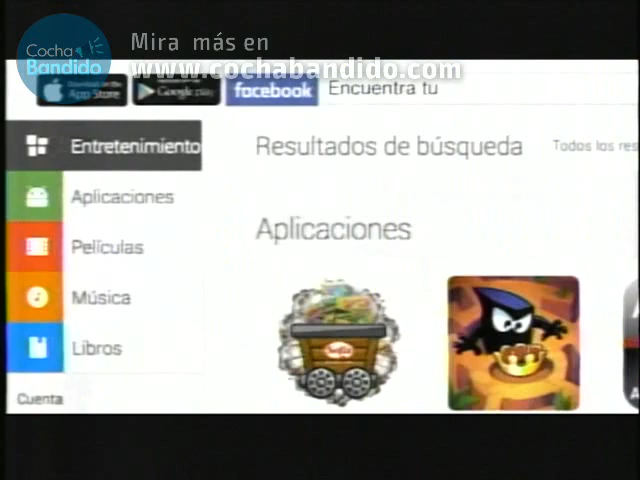 Cocha
Bandido
Mira más en
www.cochabandido.com
App Store
Google play
facebook
Encuentra tu
Entretenimiento
Resultados de búsqueda
Todos los res
Aplicaciones
Películas
Música
Libros
Cuenta
Aplicaciones